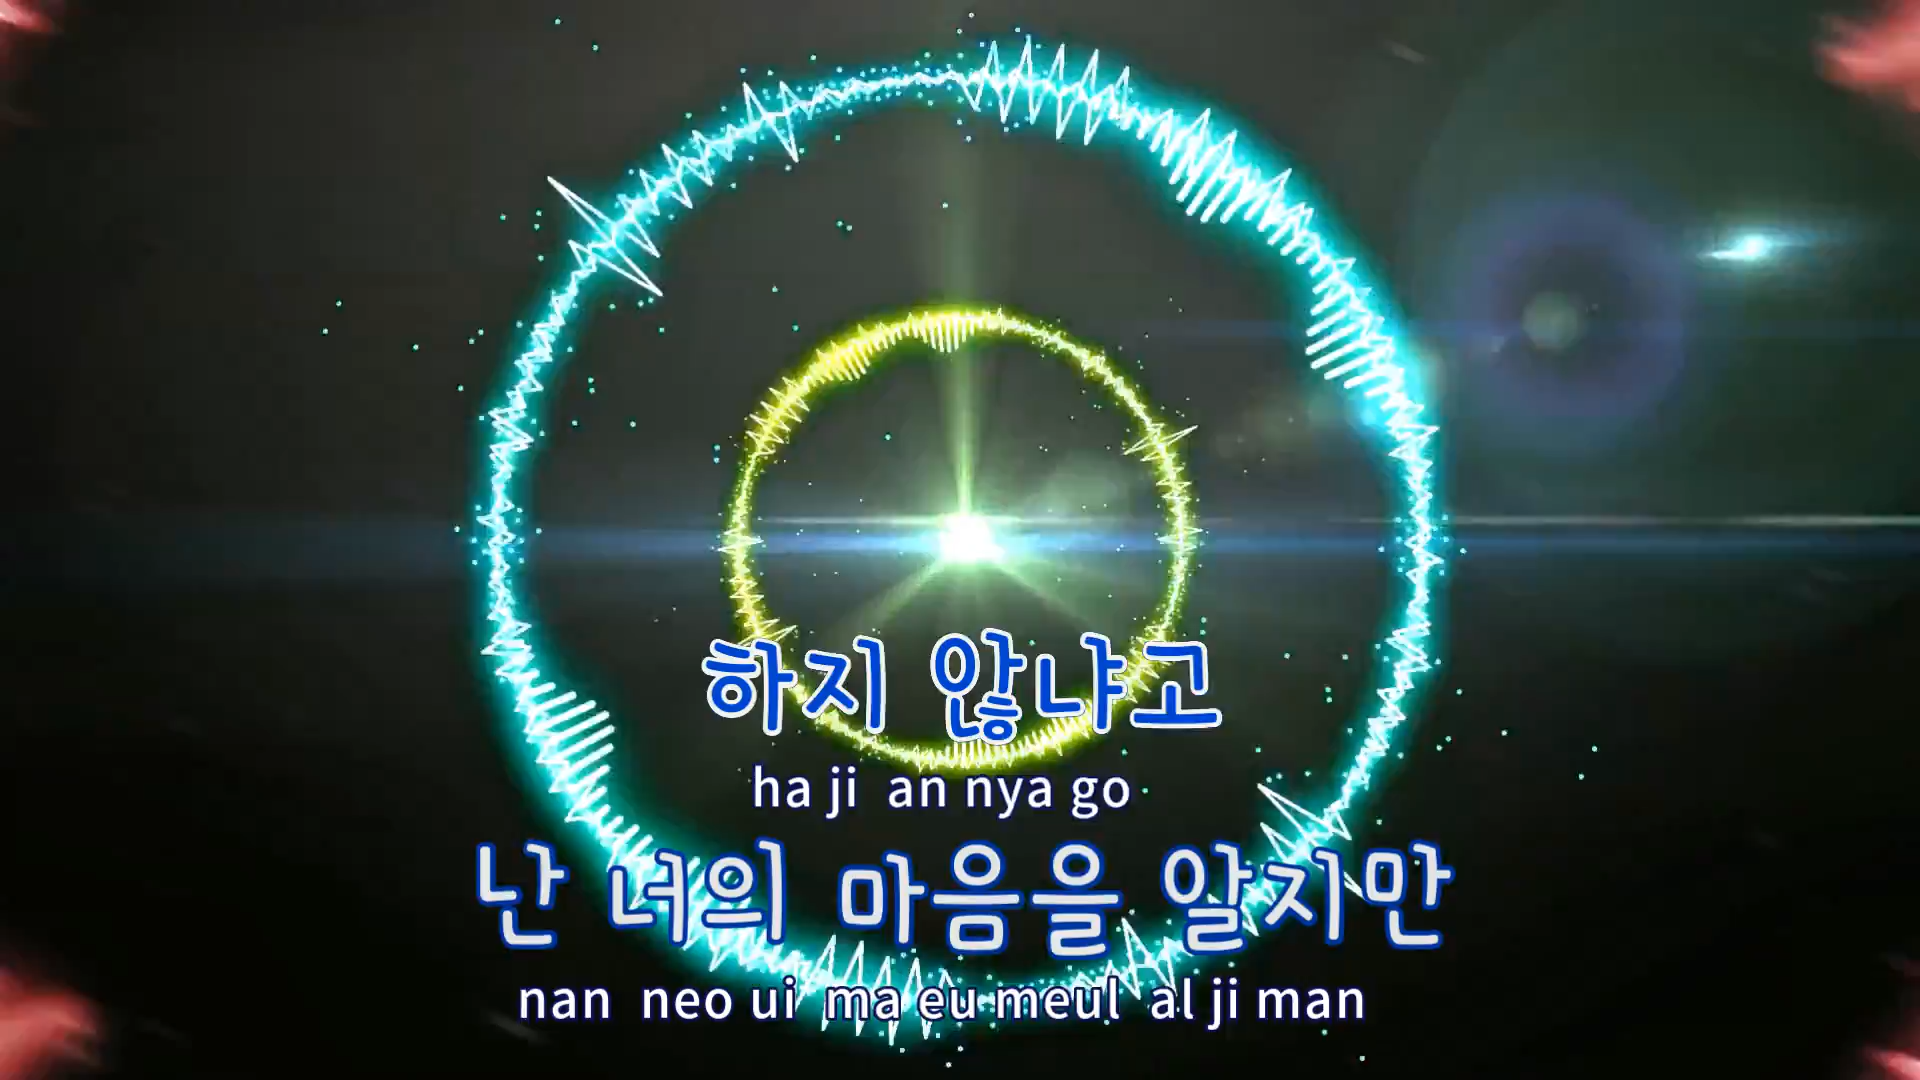 하지 않냐고
ha ji an nya go
난 너의 마음을 알지만
nan neo ui ma eu meul al ji man